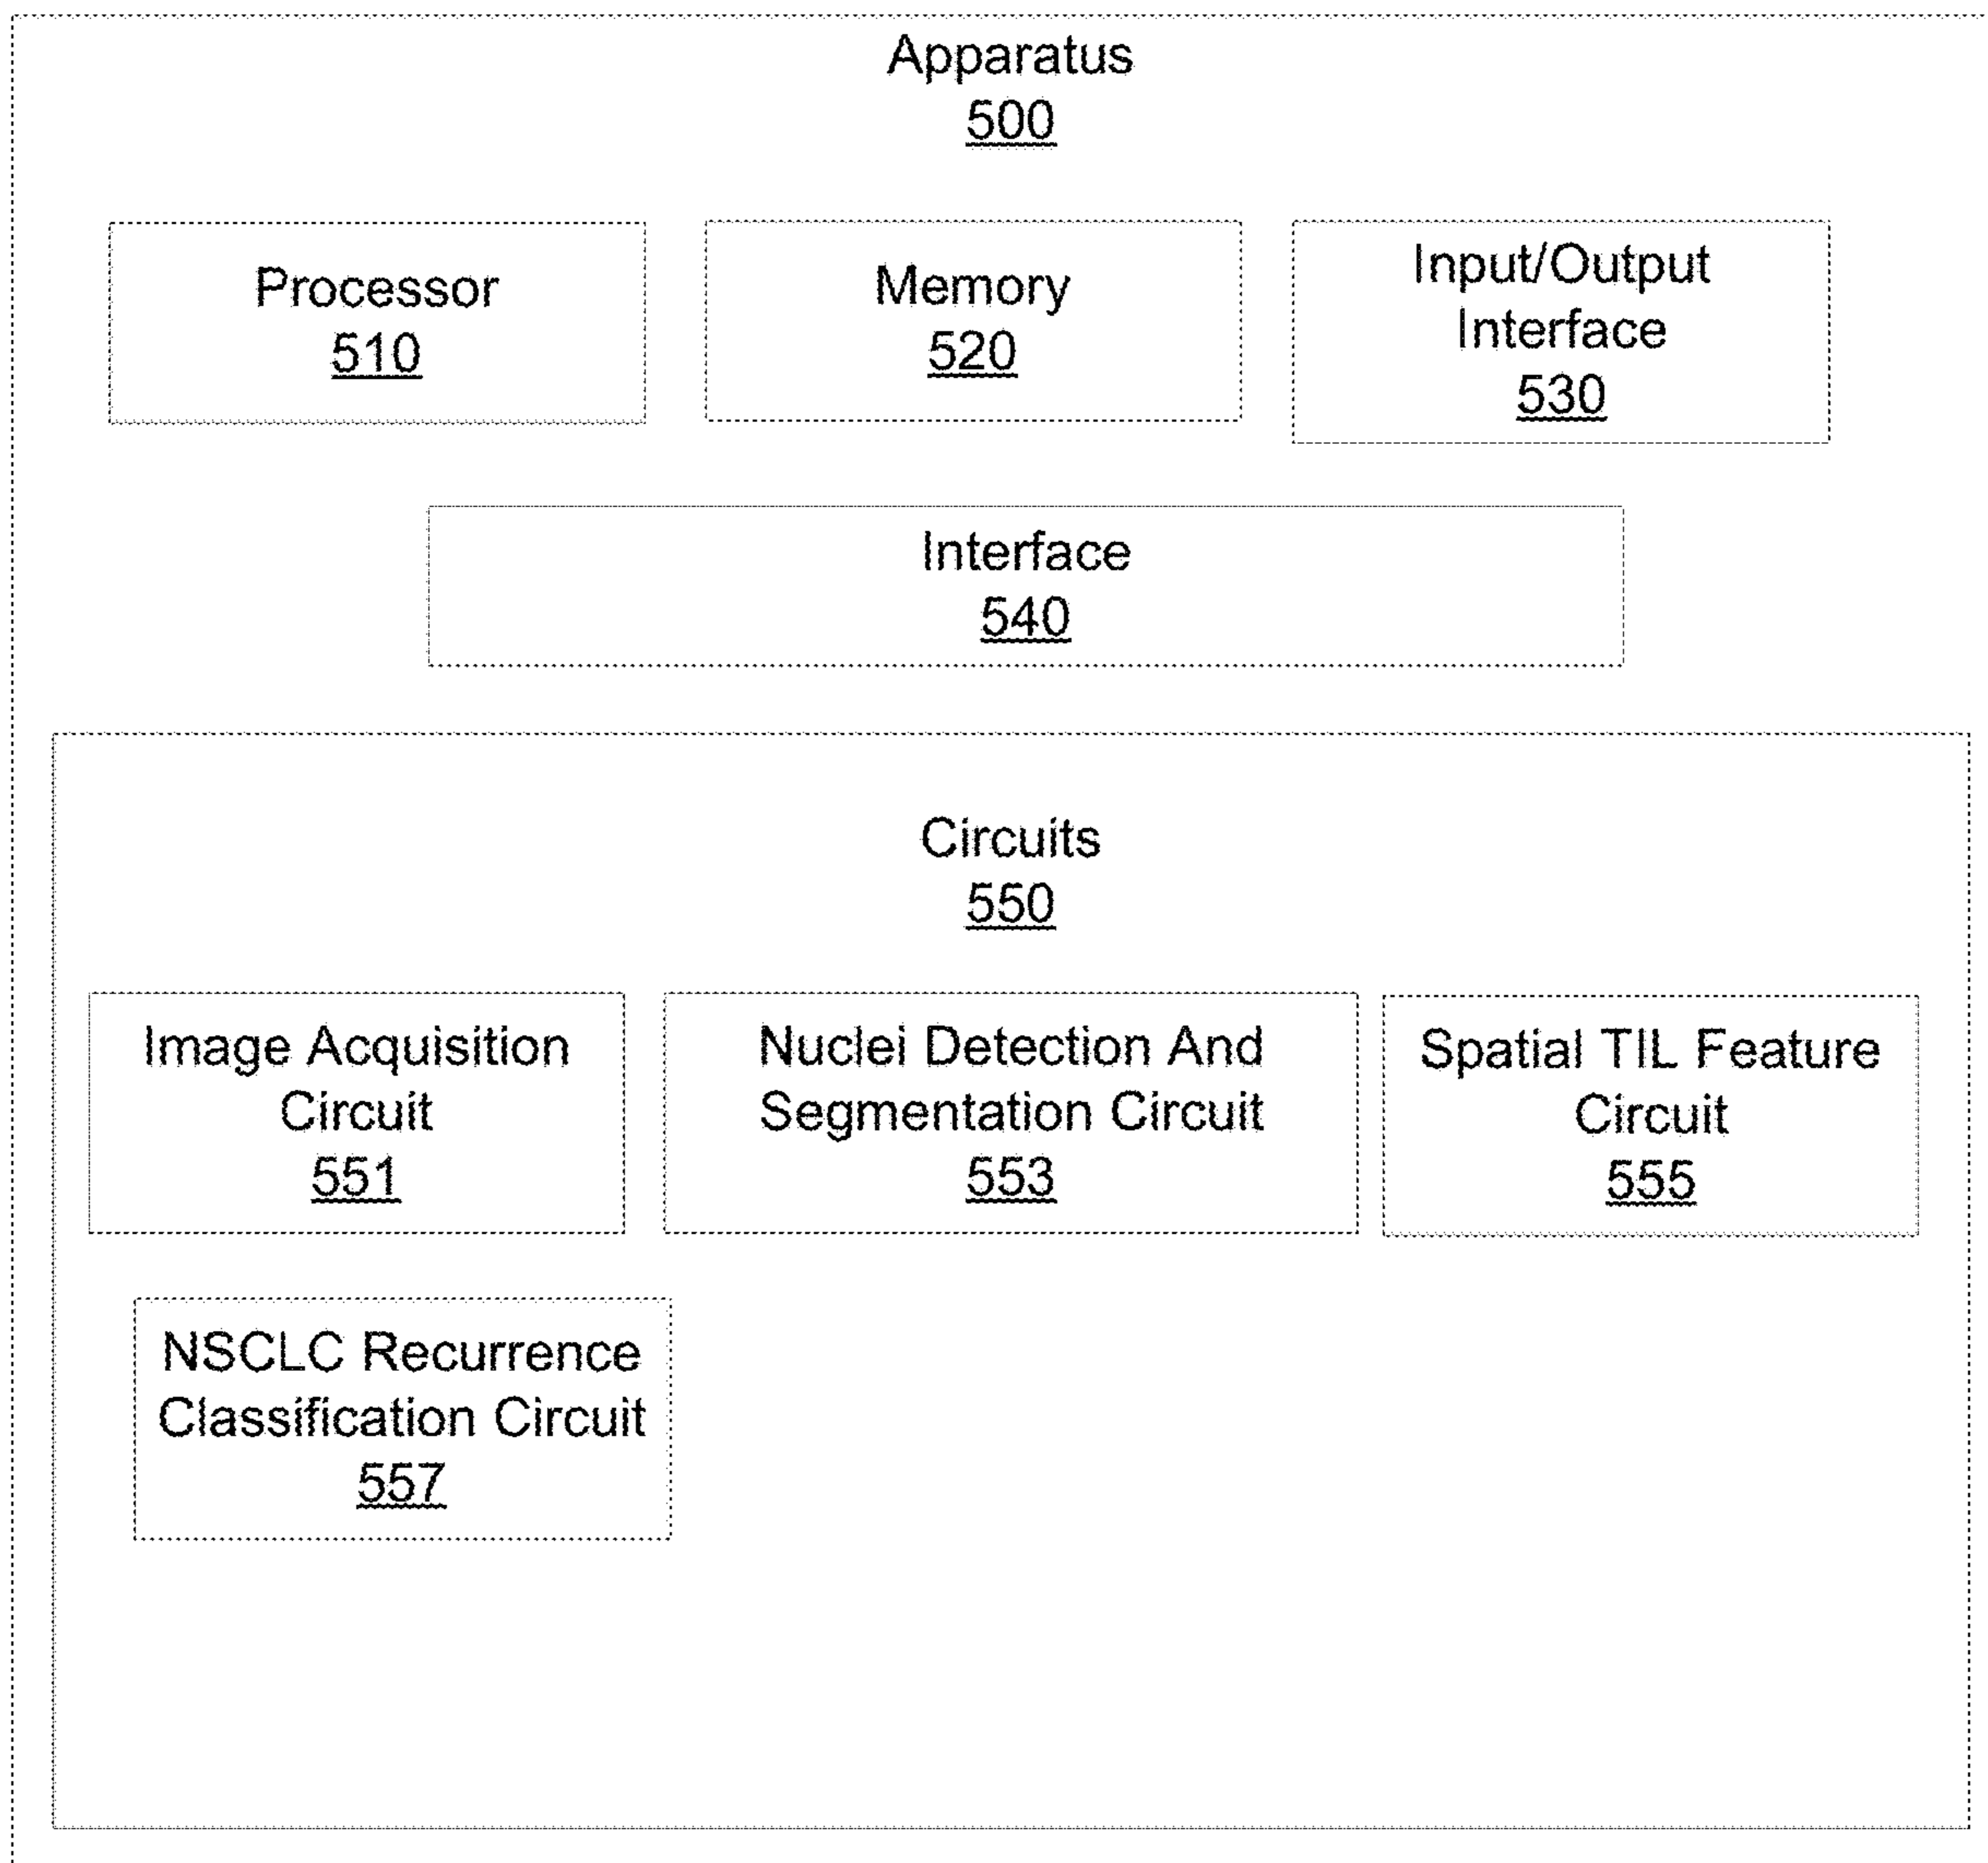 Apparatus
500
Processor
510
Memory
520
Input/Output
Interface
530
Interface
540
Circuits
550
Image Acquisition
Circuit
551
Nuclei Detection And
Segmentation Circuit
553
Spatial TIL Feature
Circuit
555
NSCLC Recurrence
Classification Circuit
557